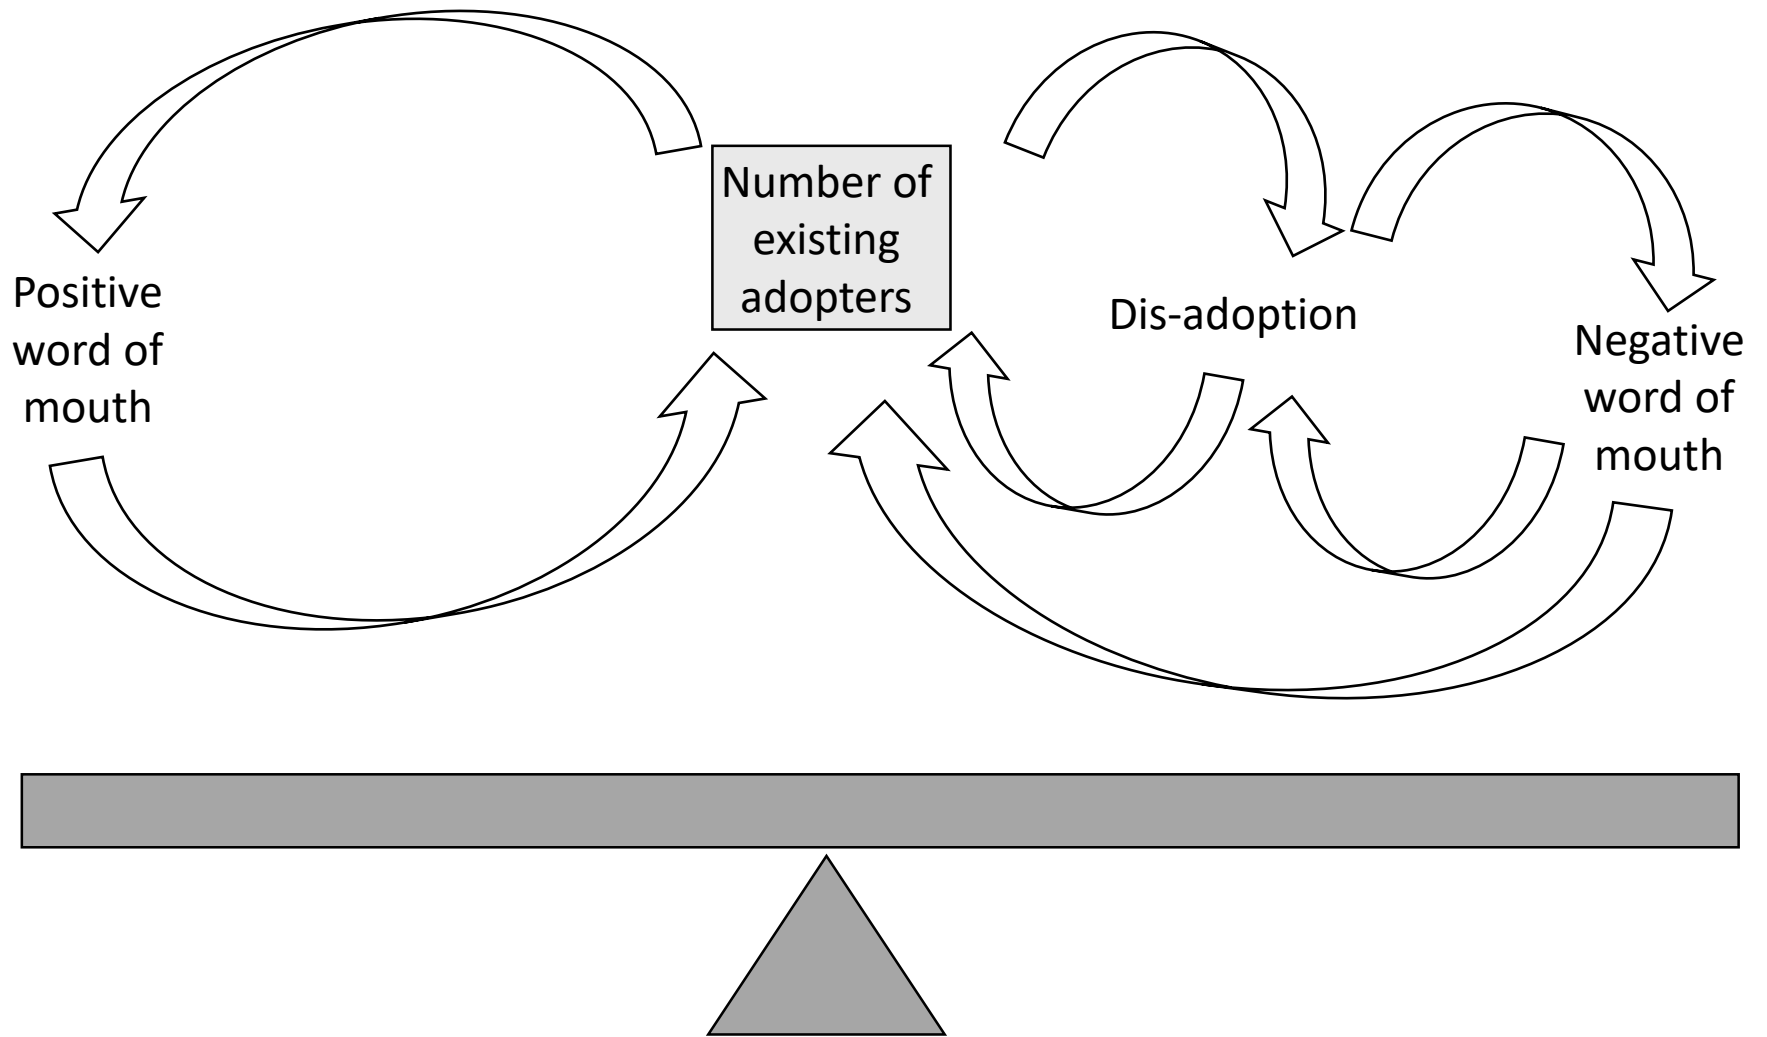 Positive
word of
mouth
Number of
existing
adopters
Dis-adoption
Negative
word of
mouth